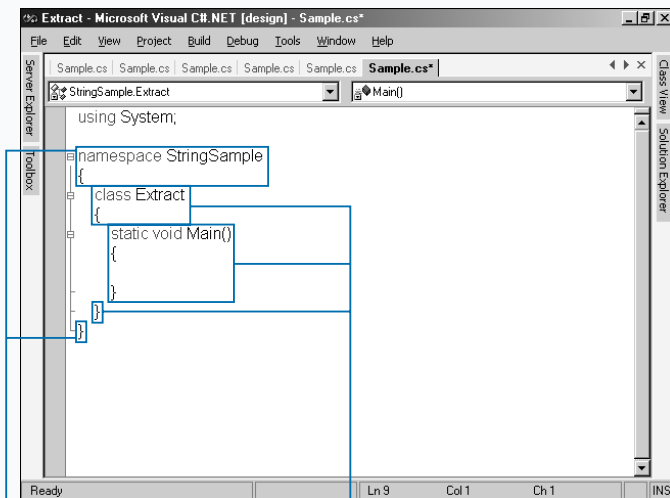 Extract - Microsoft Visual C#.NET [design] - Sample.cs*
File Edit View Project Build Debug Tools Window Help
Sample.cs Sample.cs Sample.cs Sample.cs Sample.cs Sample.cs*
StringSample.Extract Main()
Server Explorer
Toolbox
Class View
Solution Explorer
using System;
namespace StringSample
{
class Extract
{
static void Main()
{
}
}
}
Ready Ln 9 Col 1 Ch 1 INS